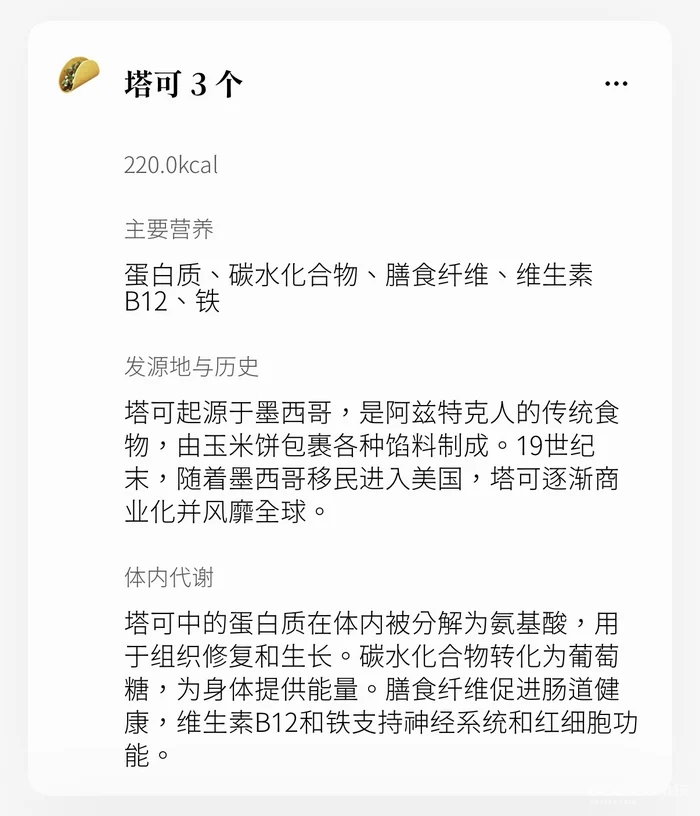 塔可 3 个
220.0kcal
主要营养
蛋白质、碳水化合物、膳食纤维、维生素
B12、铁
发源地与历史
塔可起源于墨西哥，是阿兹特克人的传统食
物，由玉米饼包裹各种馅料制成。19世纪
末，随着墨西哥移民进入美国，塔可逐渐商
业化并风靡全球。
体内代谢
塔可中的蛋白质在体内被分解为氨基酸，用
于组织修复和生长。碳水化合物转化为葡萄
糖，为身体提供能量。膳食纤维促进肠道健
康，维生素B12和铁支持神经系统和红细胞功
能。